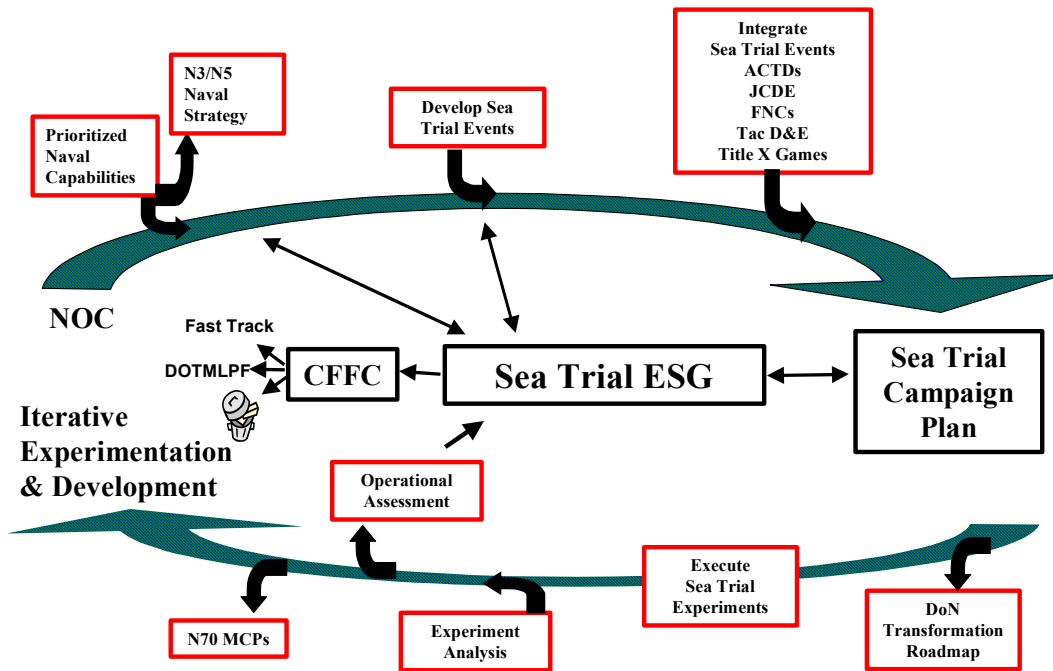 Integrate
Sea Trial Events
ACTDs
JCDE
FNCs
Tac D&E
Title X Games
N3/N5
Naval
Strategy
Develop Sea
Trial Events
Prioritized
Naval
Capabilities
NOC
Fast Track
DOTMLPF
CFFC
Sea Trial ESG
Sea Trial
Campaign
Plan
Iterative
Experimentation
& Development
Operational
Assessment
Execute
Sea Trial
Experiments
N70 MCPs
Experiment
Analysis
DoN
Transformation
Roadmap